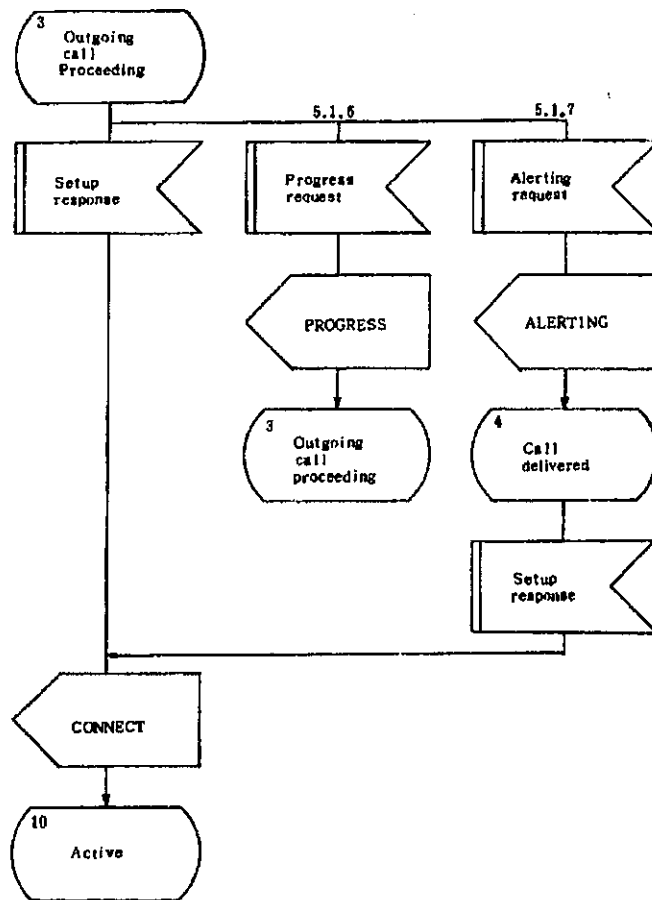 3
Outgoing
call
Proceeding
5.1.6
5.1.7
Setup
response
Progress
request
Alerting
request
PROGRESS
ALERTING
3
Outgoing
call
proceeding
4
Call
delivered
Setup
response
CONNECT
10
Active